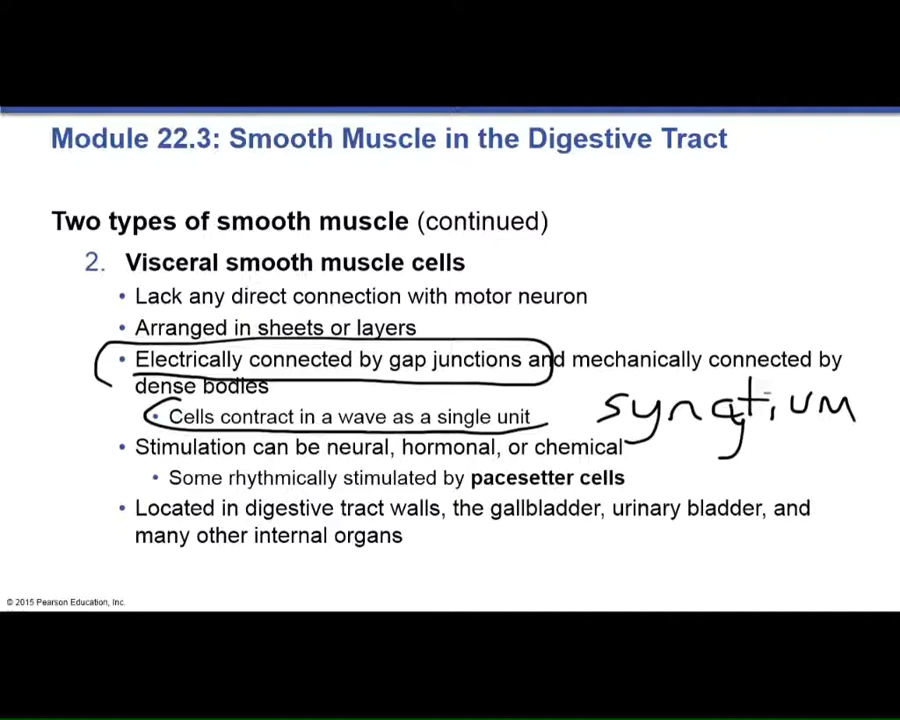 Module 22.3: Smooth Muscle in the Digestive Tract
Two types of smooth muscle (continued)
2. Visceral smooth muscle cells
• Lack any direct connection with motor neuron
• Arranged in sheets or layers
• Electrically connected by gap junctions and mechanically connected by
dense bodies
• Cells contract in a wave as a single unit
synqtium
• Stimulation can be neural, hormonal, or chemical
• Some rhythmically stimulated by pacesetter cells
• Located in digestive tract walls, the gallbladder, urinary bladder, and
many other internal organs
© 2015 Pearson Education, Inc.